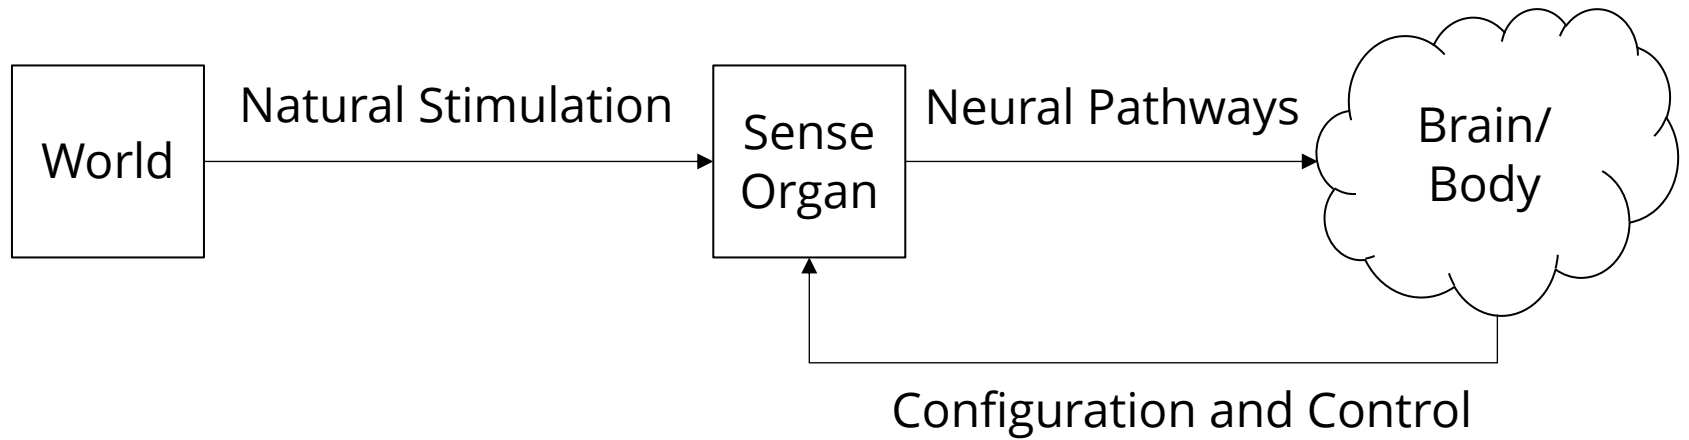 World
Natural Stimulation
Sense
Organ
Neural Pathways
Brain/
Body
Configuration and Control